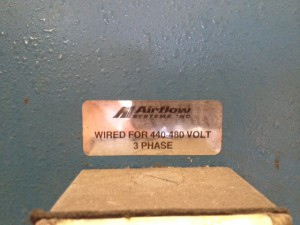 Airflow
SYSTEMS INC
WIRED FOR 440-480 VOLT
3 PHASE